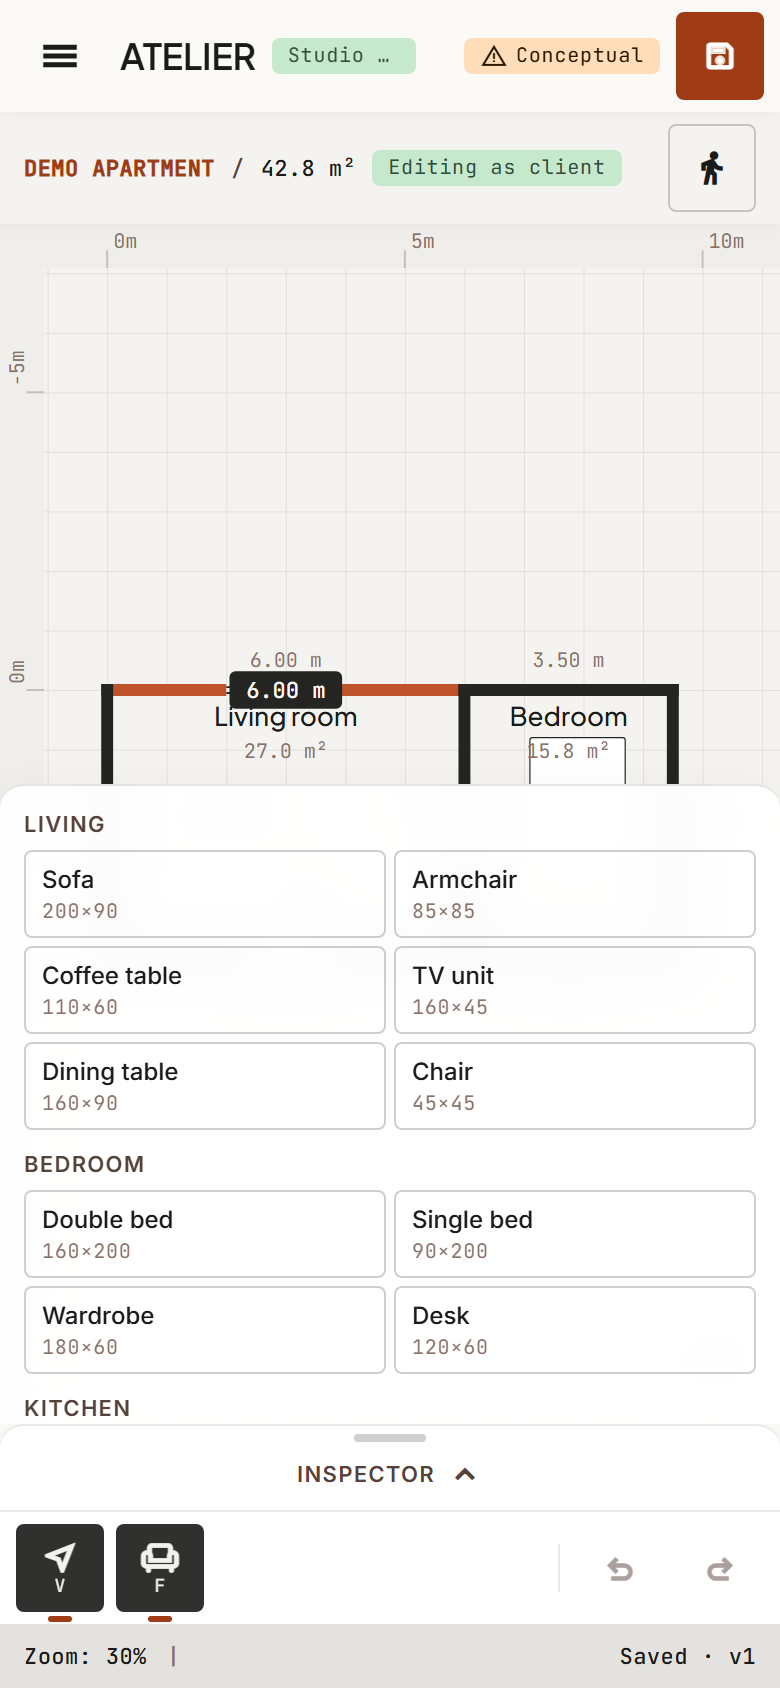 ATELIER Studio … Conceptual
DEMO APARTMENT / 42.8 m² Editing as client
0m 5m 10m
-5m
0m
6.00 m 3.50 m
6.00 m
Living room Bedroom
27.0 m² 15.8 m²
LIVING
Sofa Armchair
200×90 85×85
Coffee table TV unit
110×60 160×45
Dining table Chair
160×90 45×45
BEDROOM
Double bed Single bed
160×200 90×200
Wardrobe Desk
180×60 120×60
KITCHEN
INSPECTOR
V F
Zoom: 30% | Saved · v1